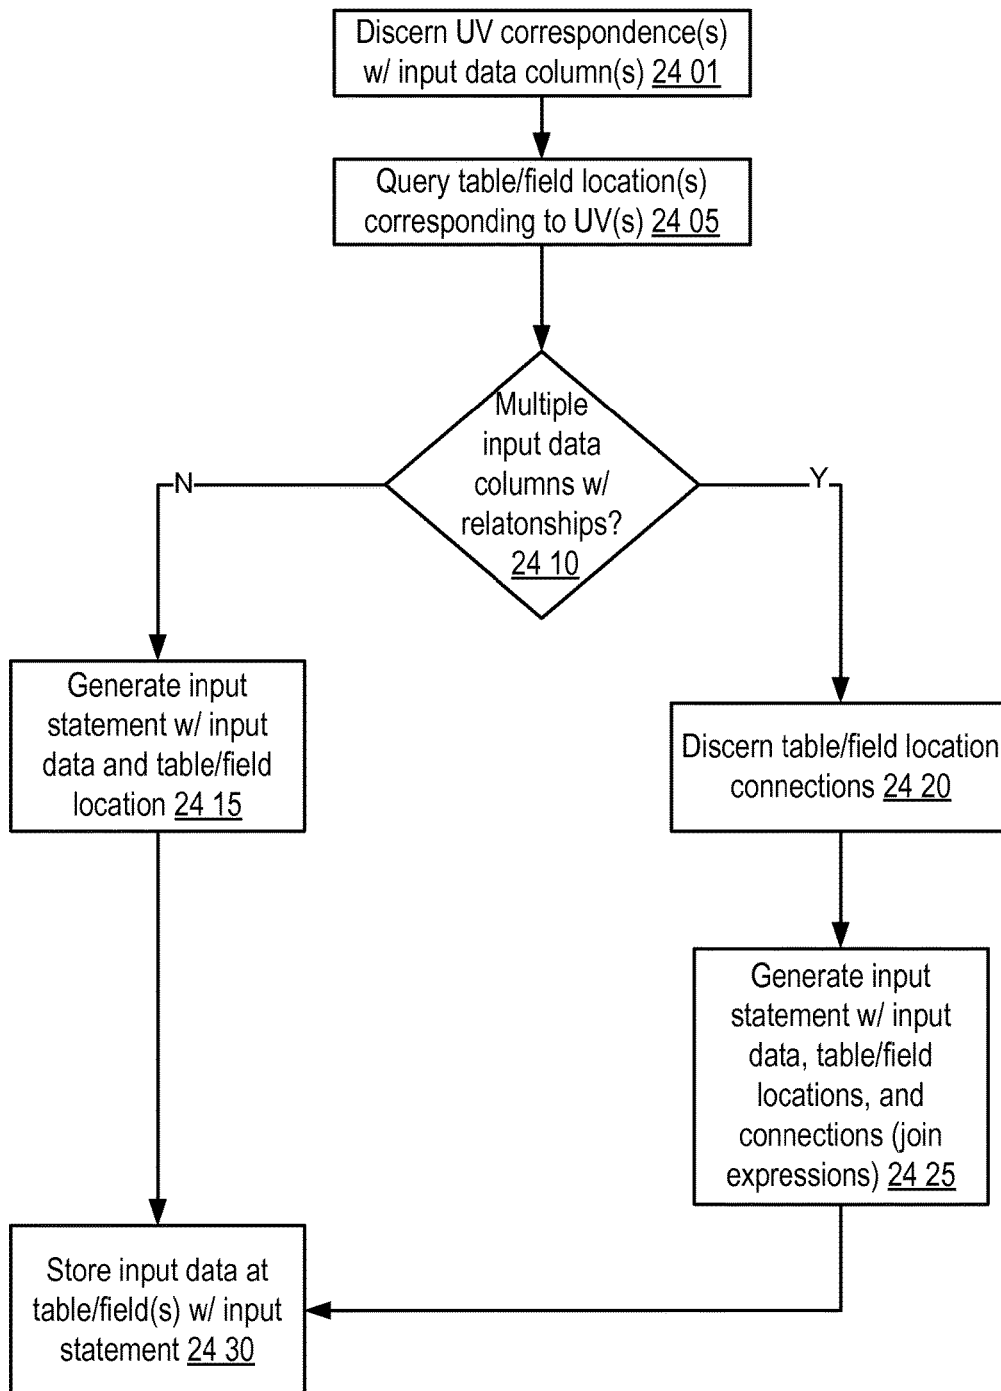 Discern UV correspondence(s)
w/ input data column(s) 24 01
Query table/field location(s)
corresponding to UV(s) 24 05
Multiple
input data
columns w/
relatonships?
24 10
N
Y
Generate input
statement w/ input
data and table/field
location 24 15
Discern table/field location
connections 24 20
Generate input
statement w/ input
data, table/field
locations, and
connections (join
expressions) 24 25
Store input data at
table/field(s) w/ input
statement 24 30